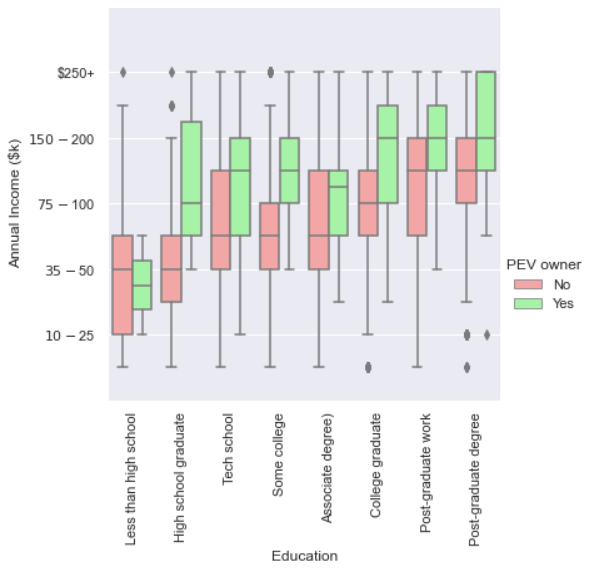 $250+
150 − 200
75 − 100
35 − 50
10 − 25
Annual Income ($k)
Less than high school
High school graduate
Tech school
Some college
Associate degree)
College graduate
Post-graduate work
Post-graduate degree
Education
PEV owner
No
Yes